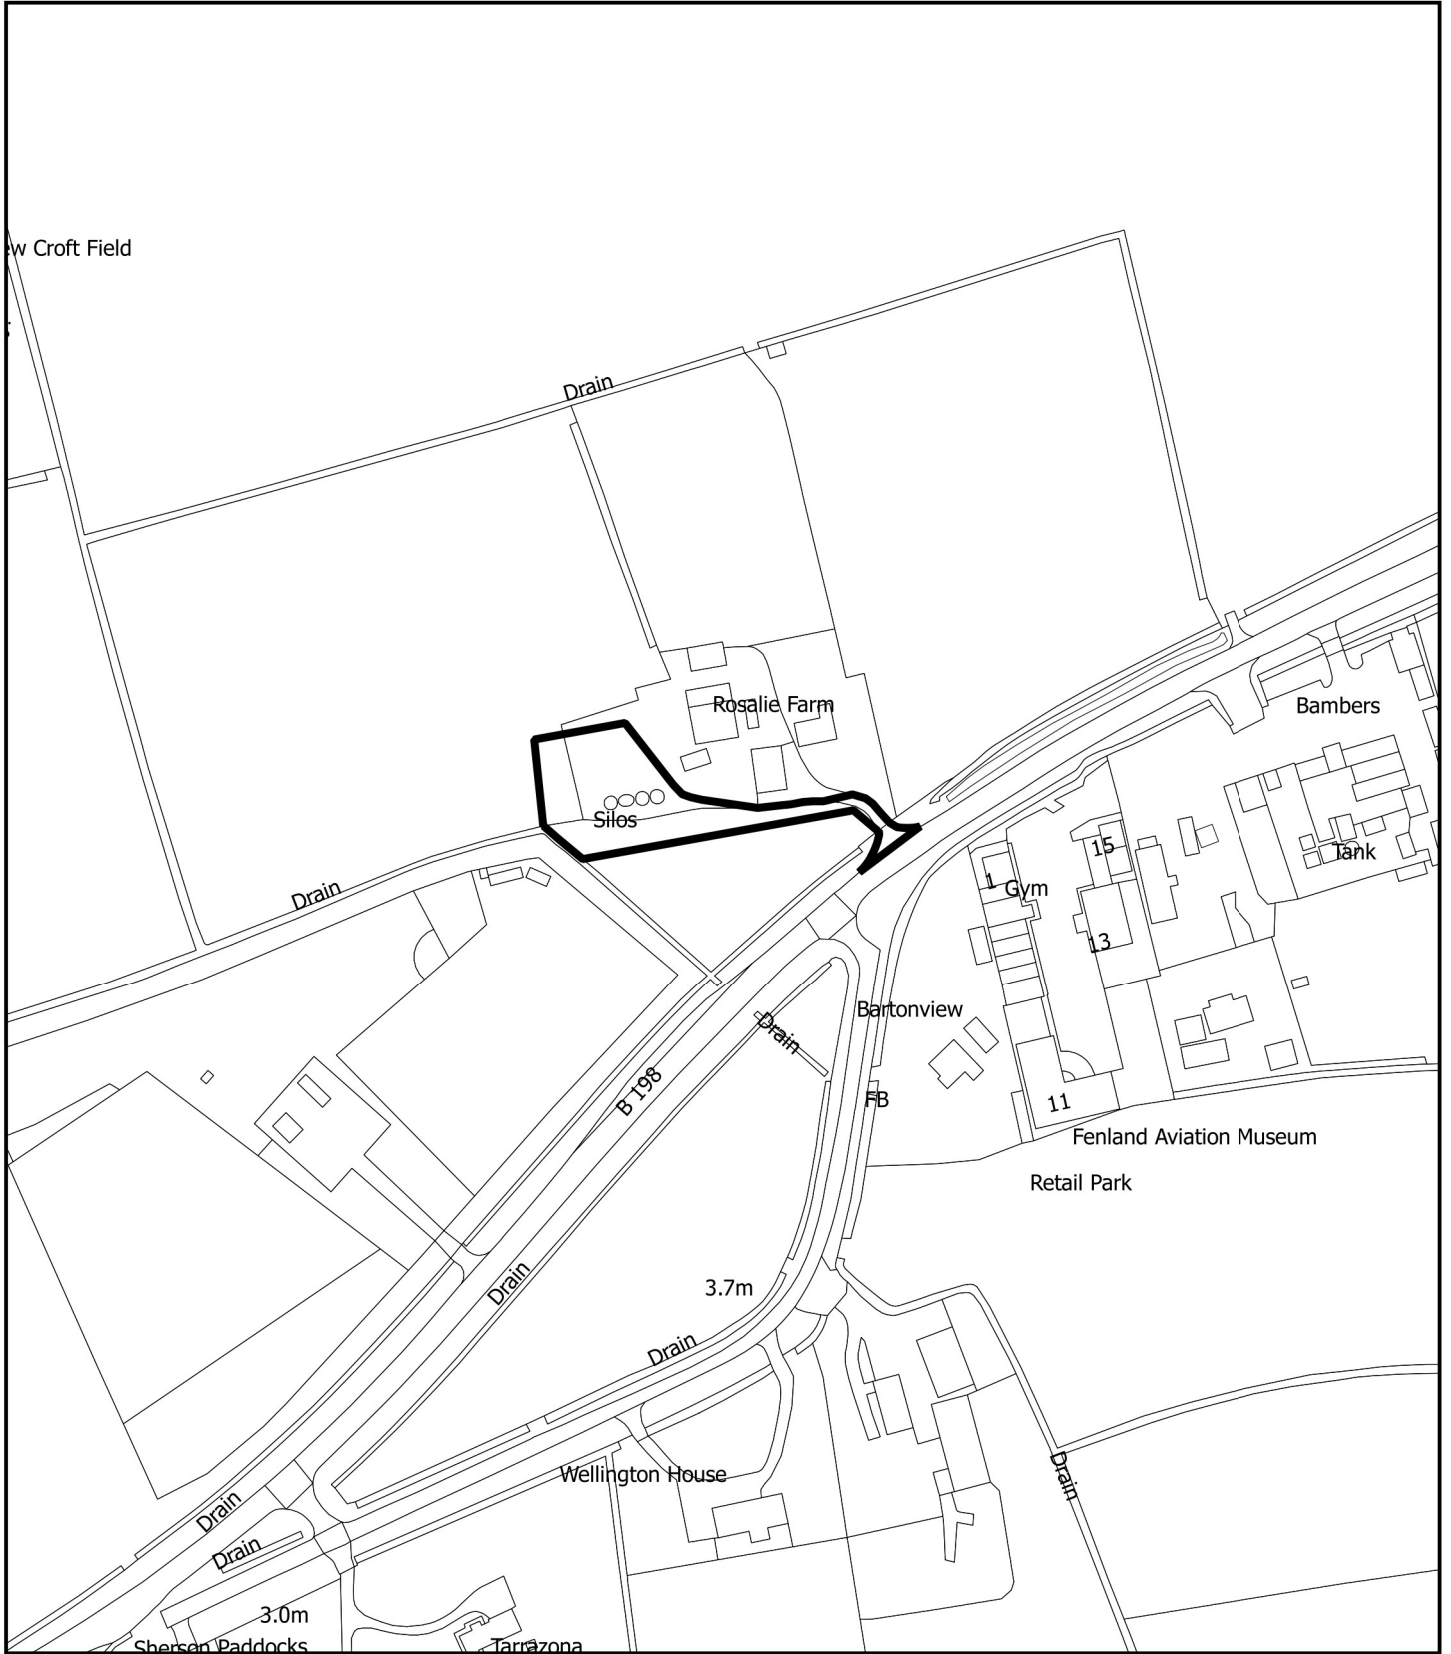 w Croft Field
Drain
Rosalie Farm
Bambers
Silos
15
Tank
1
Gym
Drain
13
Bartonview
Drain
B 198
FB
11
Fenland Aviation Museum
Retail Park
Drain
3.7m
Drain
Wellington House
Drain
Drain
Drain
3.0m
Sherson Paddocks
Tarrazona